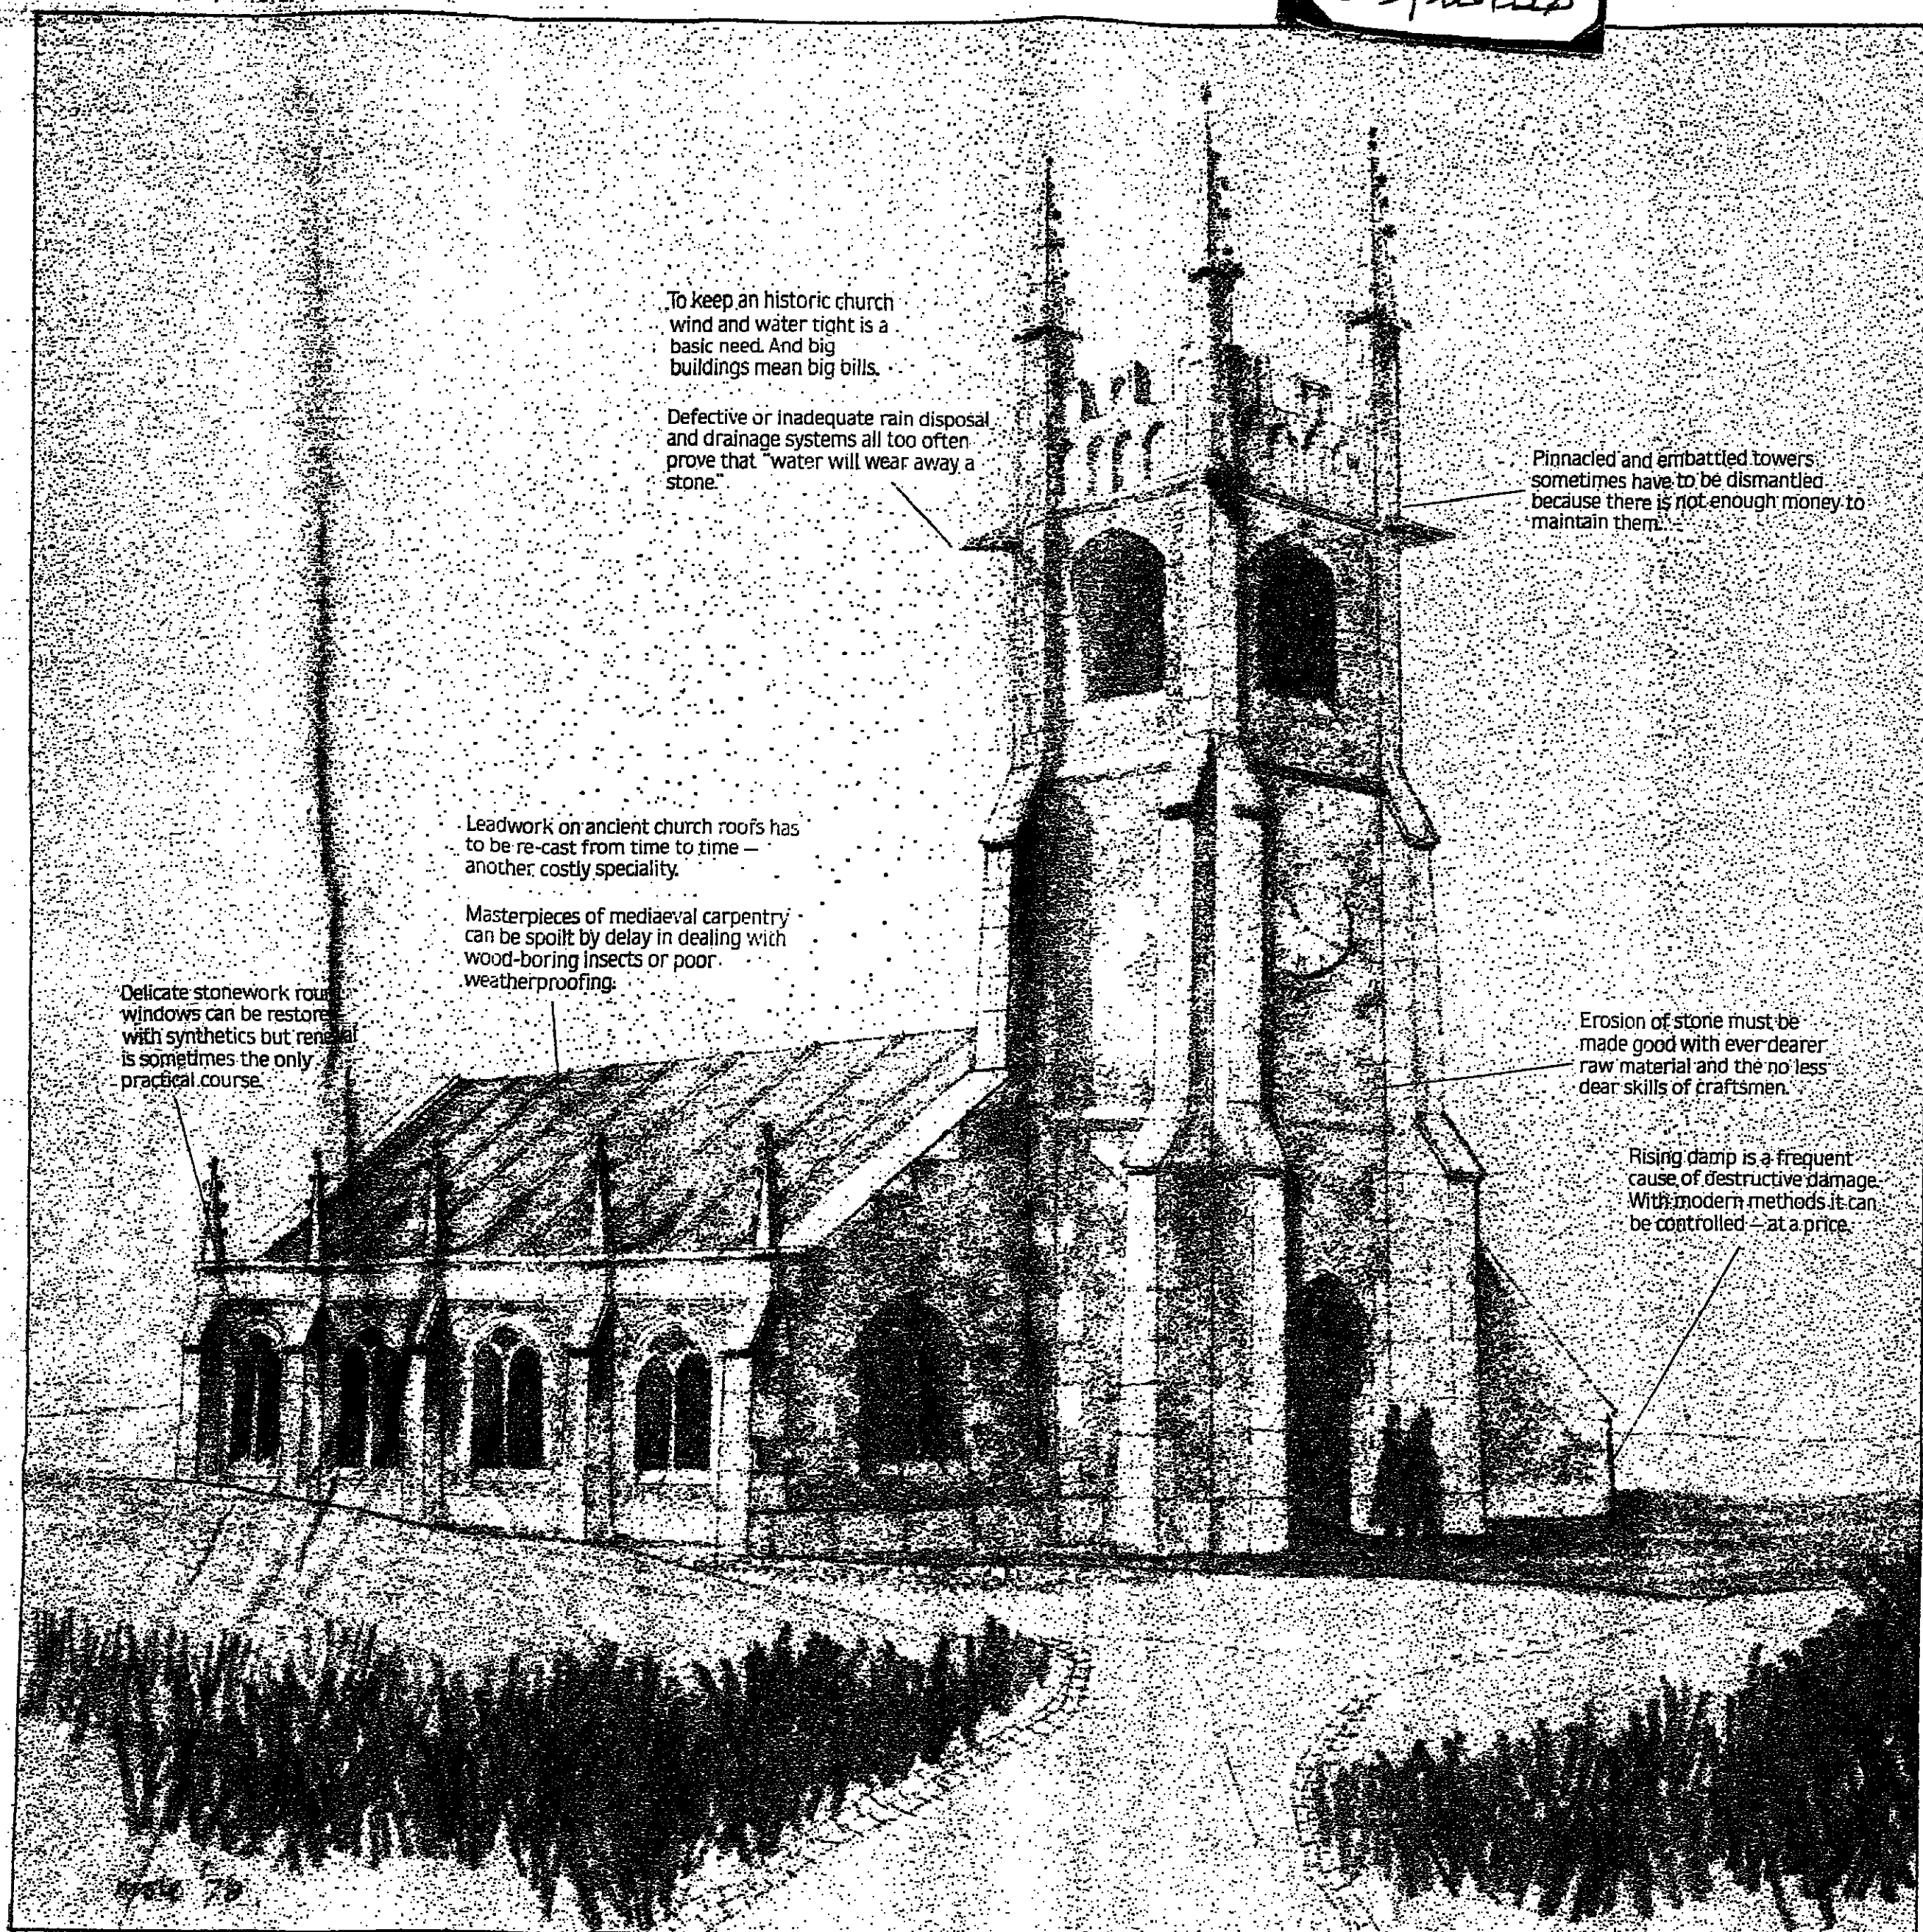 To keep an historic church
wind and water tight is a
basic need. And big
buildings mean big bills.
Defective or inadequate rain disposal
and drainage systems all too often
prove that "water will wear away a
stone."
Pinnacled and embattled towers
sometimes have to be dismantled
because there is not enough money to
maintain them.
Leadwork on ancient church roofs has
to be re-cast from time to time —
another costly speciality.
Masterpieces of mediaeval carpentry
can be spoilt by delay in dealing with
wood-boring insects or poor
weatherproofing.
Delicate stonework
windows can be restored
with synthetics but renewal
is sometimes the only
practical course.
Erosion of stone must be
made good with ever dearer
raw material and the no less
dear skills of craftsmen.
Rising damp is a frequent
cause of destructive damage.
With modern methods it can
be controlled — at a price.